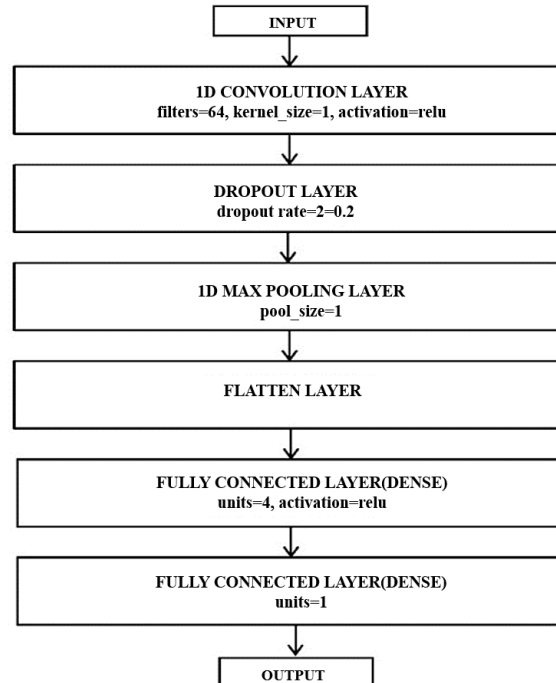 INPUT
1D CONVOLUTION LAYER
filters=64, kernel_size=1, activation=relu
DROPOUT LAYER
dropout rate=2=0.2
1D MAX POOLING LAYER
pool_size=1
FLATTEN LAYER
FULLY CONNECTED LAYER(DENSE)
units=4, activation=relu
FULLY CONNECTED LAYER(DENSE)
units=1
OUTPUT